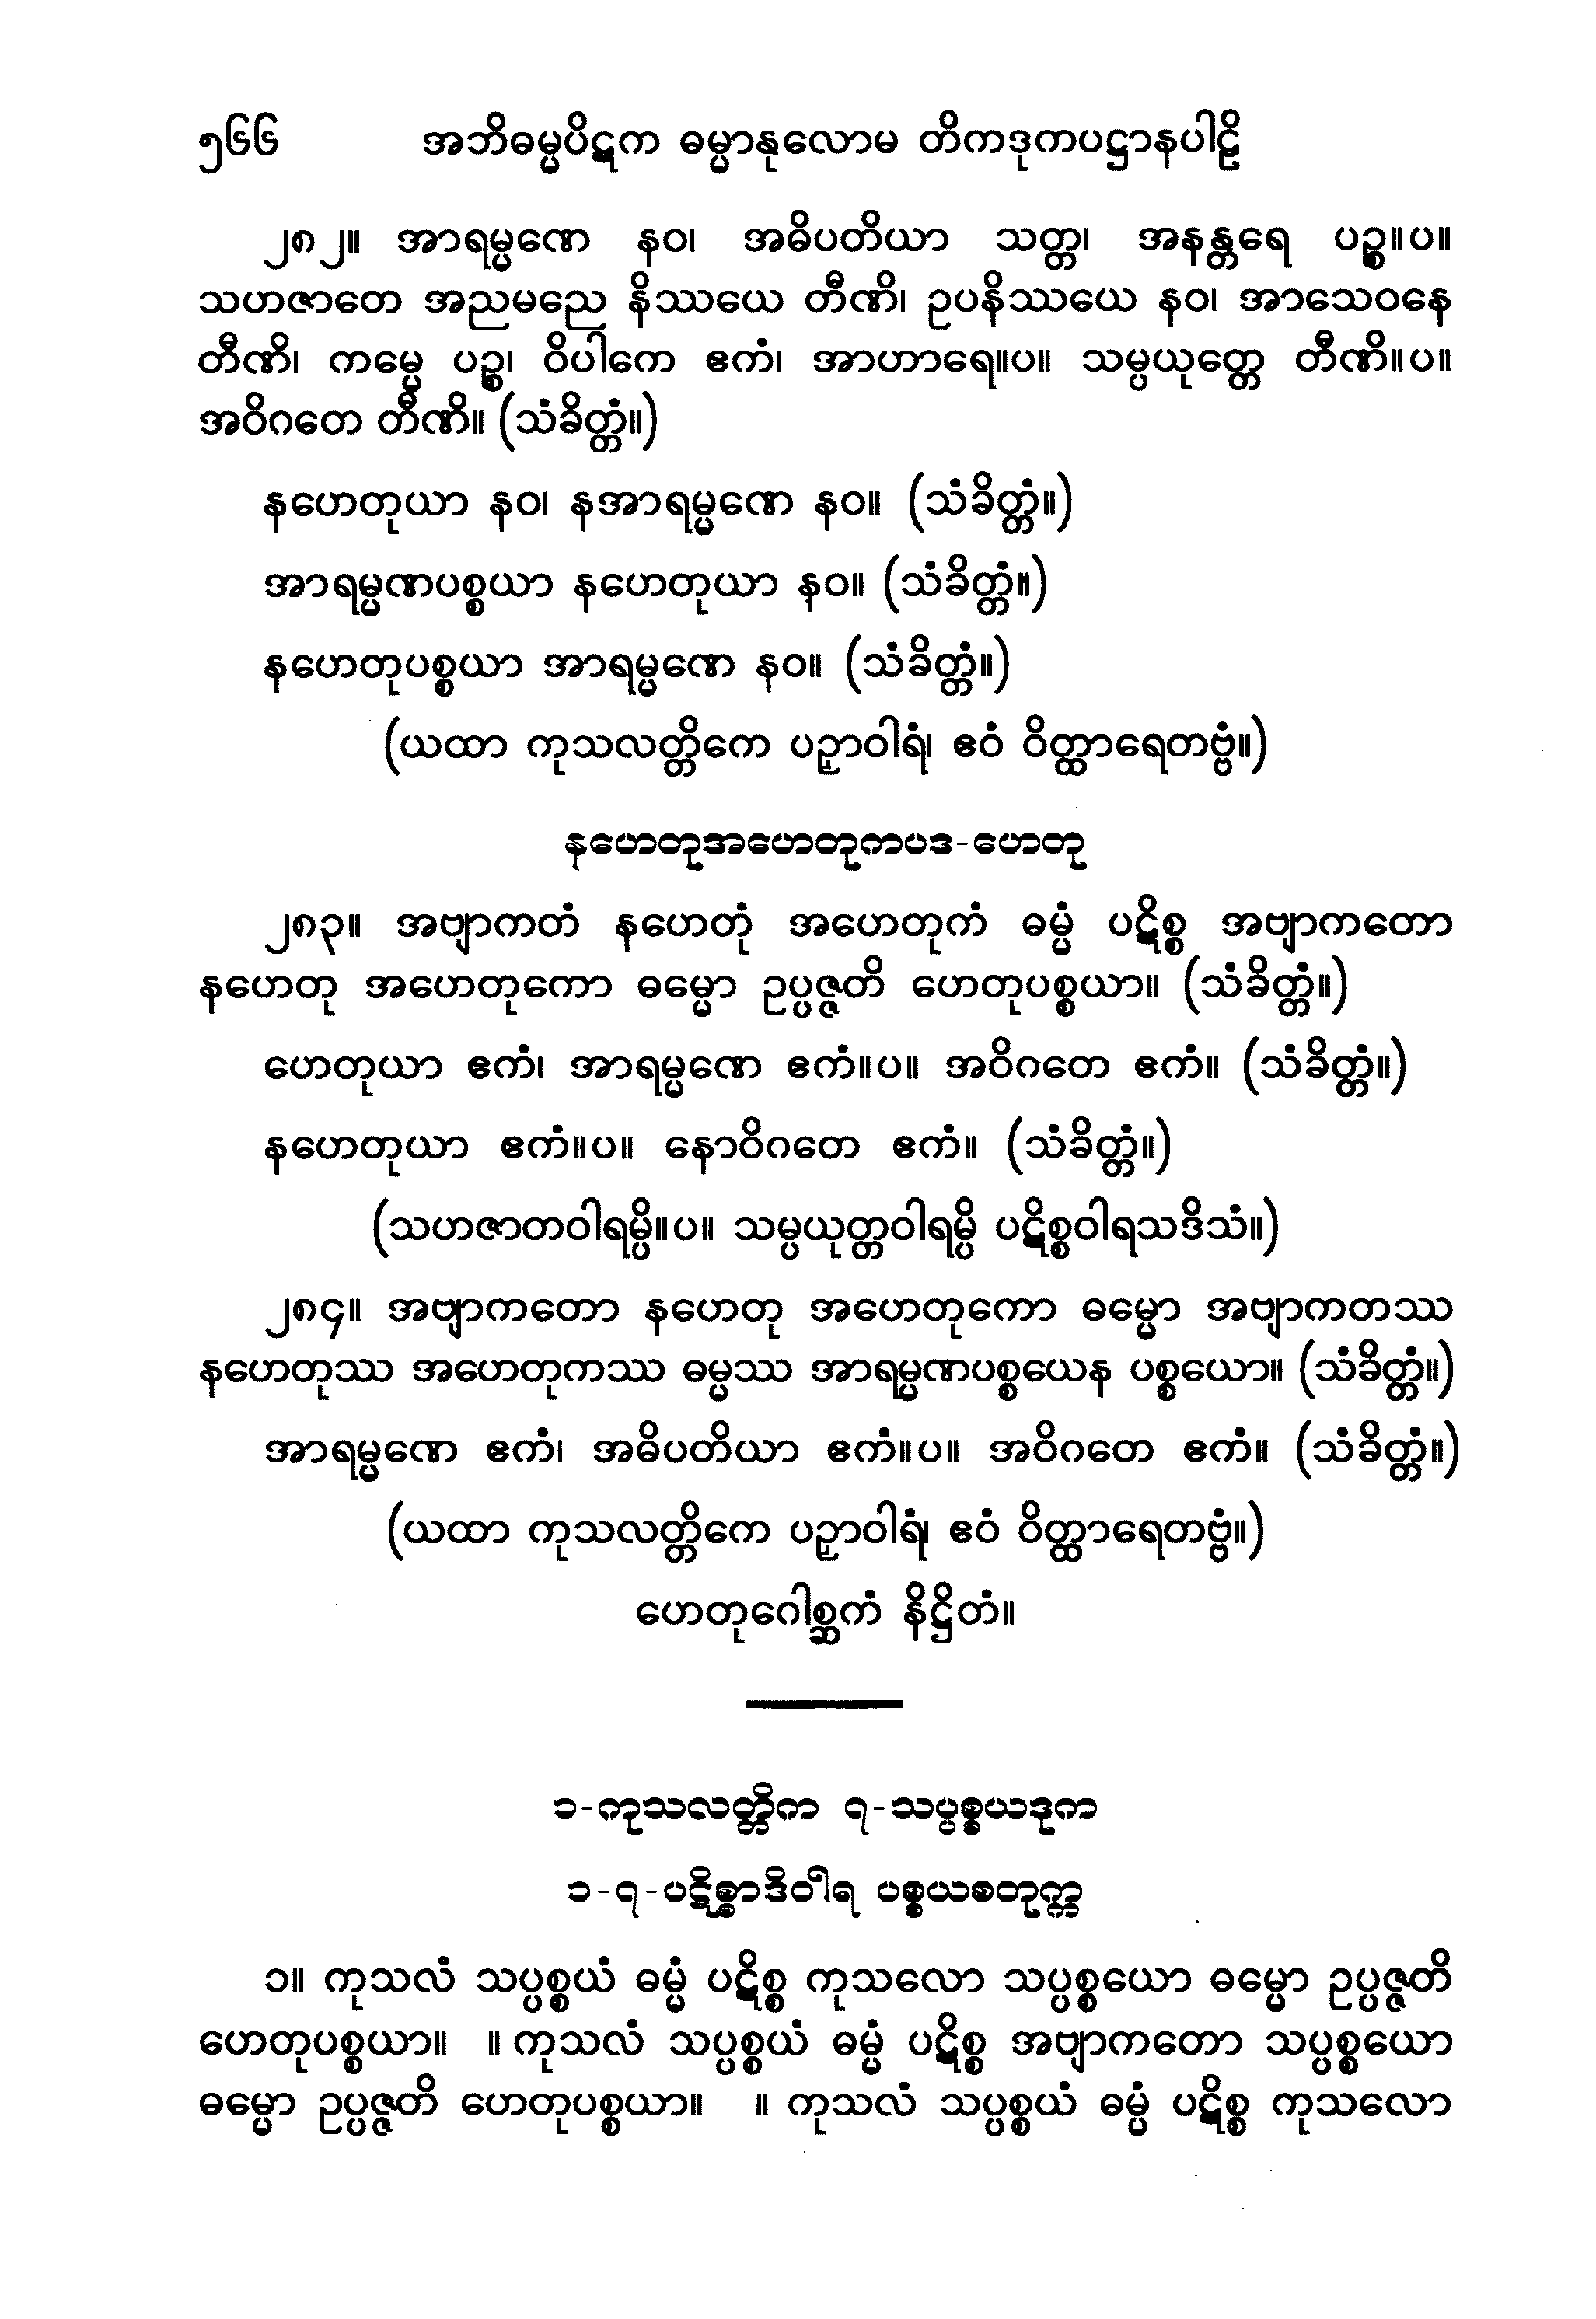 ၅၆၆ အဘိဓမ္မပိဋက ဓမ္မာနုလောမ တိကဒုကပဋ္ဌာနပါဠိ
၂၈၂။ အာရမ္မဏေ နဝ၊ အဓိပတိယာ သတ္တ၊ အနန္တရေ ပဉ္စ။ပ။
သဟဇာတေ အညမညေ နိဿယေ တီဏိ၊ ဥပနိဿယေ နဝ၊ အာသေဝနေ
တီဏိ၊ ကမ္မေ ပဉ္စ၊ ဝိပါကေ ဧကံ၊ အာဟာရေ။ပ။ သမ္ပယုတ္တေ တီဏိ။ပ။
အဝိဂတေ တီဏိ။ (သံခိတ္တံ။)
နဟေတုယာ နဝ၊ နအာရမ္မဏေ နဝ။ (သံခိတ္တံ။)
အာရမ္မဏပစ္စယာ နဟေတုယာ နဝ။ (သံခိတ္တံ။)
နဟေတုပစ္စယာ အာရမ္မဏေ နဝ။ (သံခိတ္တံ။)
(ယထာ ကုသလတ္တိကေ ပဉှာဝါရံ၊ ဧဝံ ဝိတ္ထာရေတဗ္ဗံ။)
နဟေတုအဟေတုကပဒ-ဟေတု
၂၈၃။ အဗျာကတံ နဟေတုံ အဟေတုကံ ဓမ္မံ ပဋိစ္စ အဗျာကတော
နဟေတု အဟေတုကော ဓမ္မော ဥပ္ပဇ္ဇတိ ဟေတုပစ္စယာ။ (သံခိတ္တံ။)
ဟေတုယာ ဧကံ၊ အာရမ္မဏေ ဧကံ။ပ။ အဝိဂတေ ဧကံ။ (သံခိတ္တံ။)
နဟေတုယာ ဧကံ။ပ။ နောဝိဂတေ ဧကံ။ (သံခိတ္တံ။)
(သဟဇာတဝါရမ္ပိ။ပ။ သမ္ပယုတ္တဝါရမ္ပိ ပဋိစ္စဝါရသဒိသံ။)
၂၈၄။ အဗျာကတော နဟေတု အဟေတုကော ဓမ္မော အဗျာကတဿ
နဟေတုဿ အဟေတုကဿ ဓမ္မဿ အာရမ္မဏပစ္စယေန ပစ္စယော။ (သံခိတ္တံ။)
အာရမ္မဏေ ဧကံ၊ အဓိပတိယာ ဧကံ။ပ။ အဝိဂတေ ဧကံ။ (သံခိတ္တံ။)
(ယထာ ကုသလတ္တိကေ ပဉှာဝါရံ၊ ဧဝံ ဝိတ္ထာရေတဗ္ဗံ။)
ဟေတုဂေါစ္ဆကံ နိဋ္ဌိတံ။
၁-ကုသလတ္တိက ၇-သပ္ပစ္စယဒုက
၁-၇-ပဋိစ္စာဒိဝါရ ပစ္စယစတုက္က
၁။ ကုသလံ သပ္ပစ္စယံ ဓမ္မံ ပဋိစ္စ ကုသလော သပ္ပစ္စယော ဓမ္မော ဥပ္ပဇ္ဇတိ
ဟေတုပစ္စယာ။ ။ ကုသလံ သပ္ပစ္စယံ ဓမ္မံ ပဋိစ္စ အဗျာကတော သပ္ပစ္စယော
ဓမ္မော ဥပ္ပဇ္ဇတိ ဟေတုပစ္စယာ။ ။ ကုသလံ သပ္ပစ္စယံ ဓမ္မံ ပဋိစ္စ ကုသလော